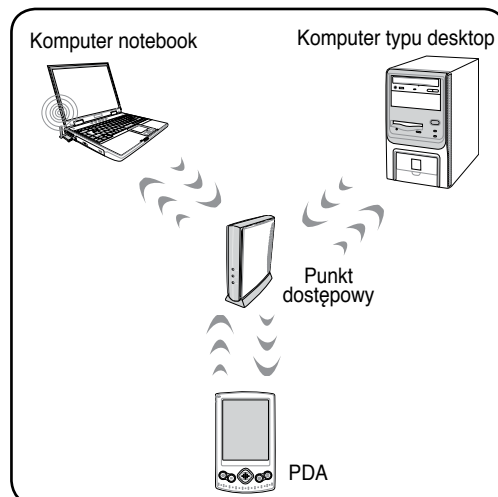 Komputer notebook
Komputer typu desktop
Punkt
dostępowy
PDA